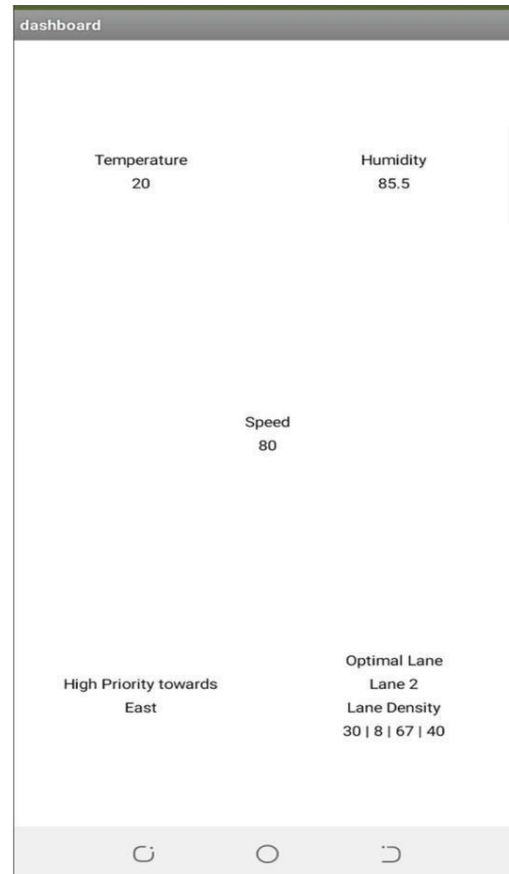 dashboard
Temperature
20
Humidity
85.5
Speed
80
High Priority towards
East
Optimal Lane
Lane 2
Lane Density
30 | 8 | 67 | 40